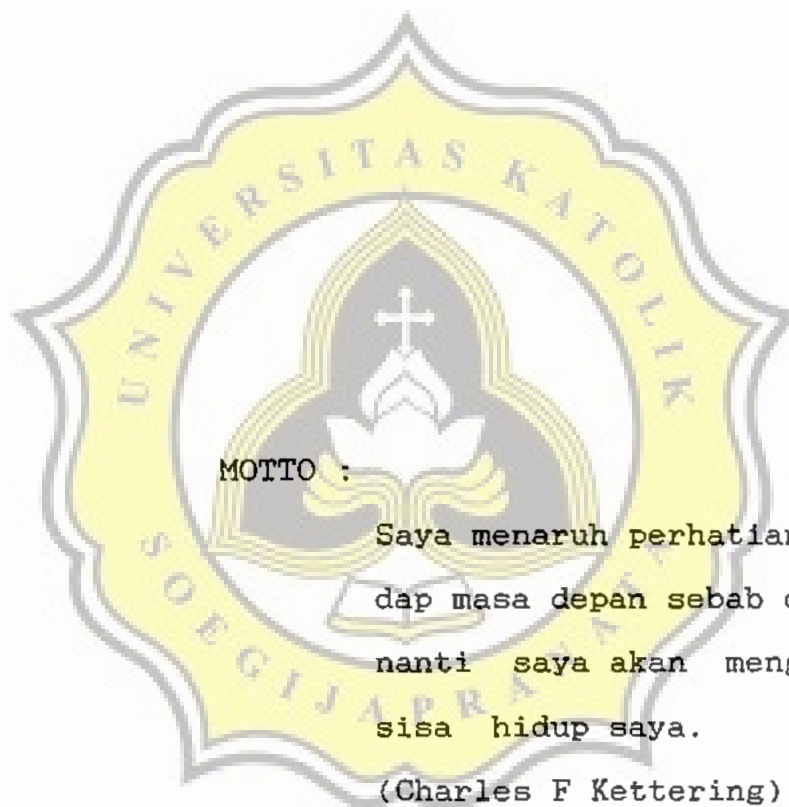 UNIVERSITAS KATOLIK
SOEGIJAPRANATA
MOTTO :
Saya menaruh perhatian
dap masa depan sebab
nanti saya akan
sisa hidup saya.
(Charles F Kettering)